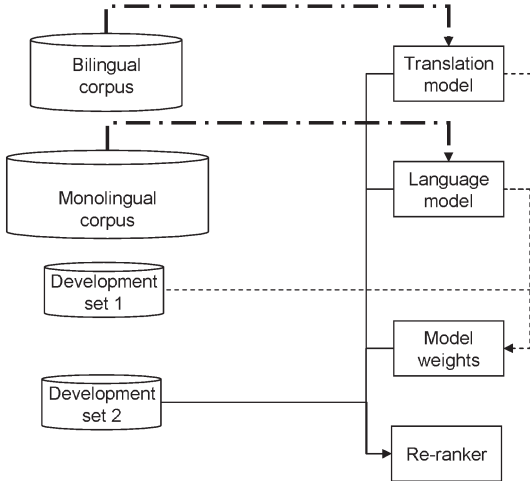 Bilingual
corpus
Translation
model
Monolingual
corpus
Language
model
Development
set 1
Model
weights
Development
set 2
Re-ranker